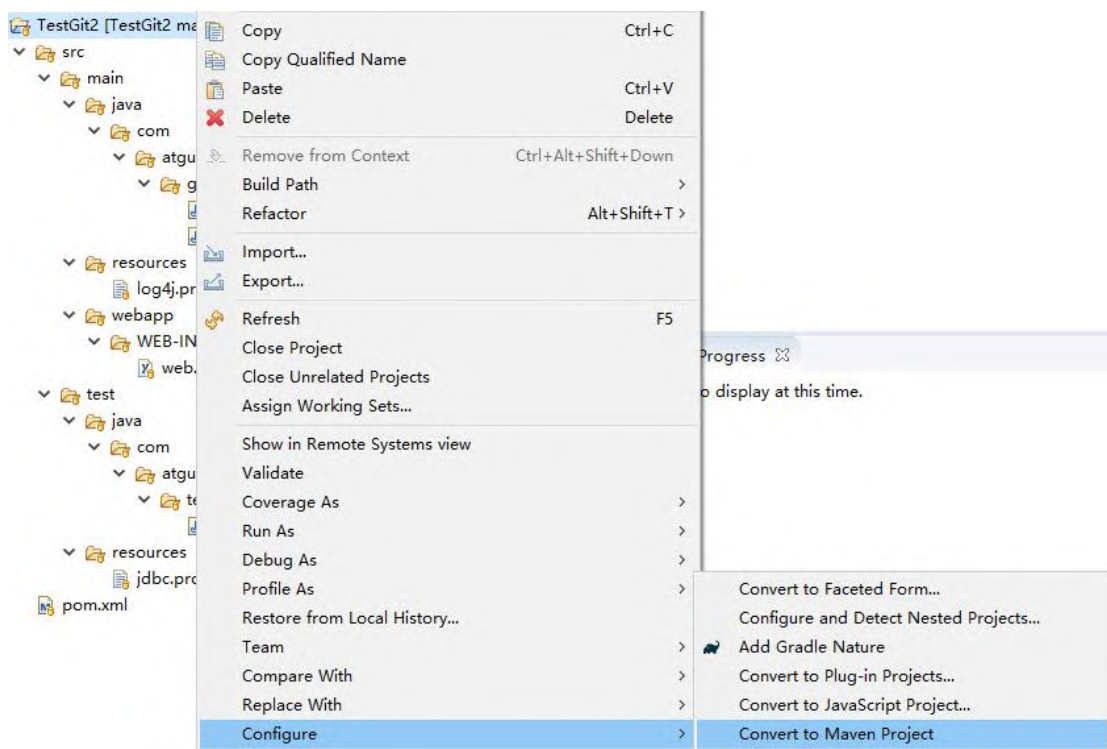 TestGit2 [TestGit2 ma
src
main
java
com
atgu
g
resources
log4j.pr
webapp
WEB-IN
web.
test
java
com
atgu
te
resources
jdbc.pro
pom.xml
Copy Ctrl+C
Copy Qualified Name
Paste Ctrl+V
Delete Delete
Remove from Context Ctrl+Alt+Shift+Down
Build Path >
Refactor Alt+Shift+T >
Import...
Export...
Refresh F5
Close Project
Close Unrelated Projects
Assign Working Sets...
Show in Remote Systems view
Validate
Coverage As >
Run As >
Debug As >
Profile As >
Restore from Local History...
Team >
Compare With >
Replace With >
Configure >
Progress
o display at this time.
Convert to Faceted Form...
Configure and Detect Nested Projects...
Add Gradle Nature
Convert to Plug-in Projects...
Convert to JavaScript Project...
Convert to Maven Project